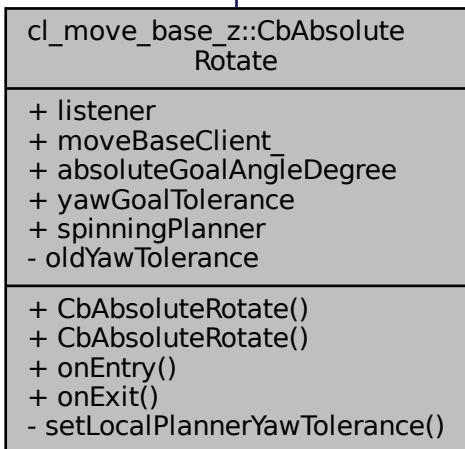 cl_move_base_z::CbAbsolute
Rotate
+ listener
+ moveBaseClient_
+ absoluteGoalAngleDegree
+ yawGoalTolerance
+ spinningPlanner
- oldYawTolerance
+ CbAbsoluteRotate()
+ CbAbsoluteRotate()
+ onEntry()
+ onExit()
- setLocalPlannerYawTolerance()